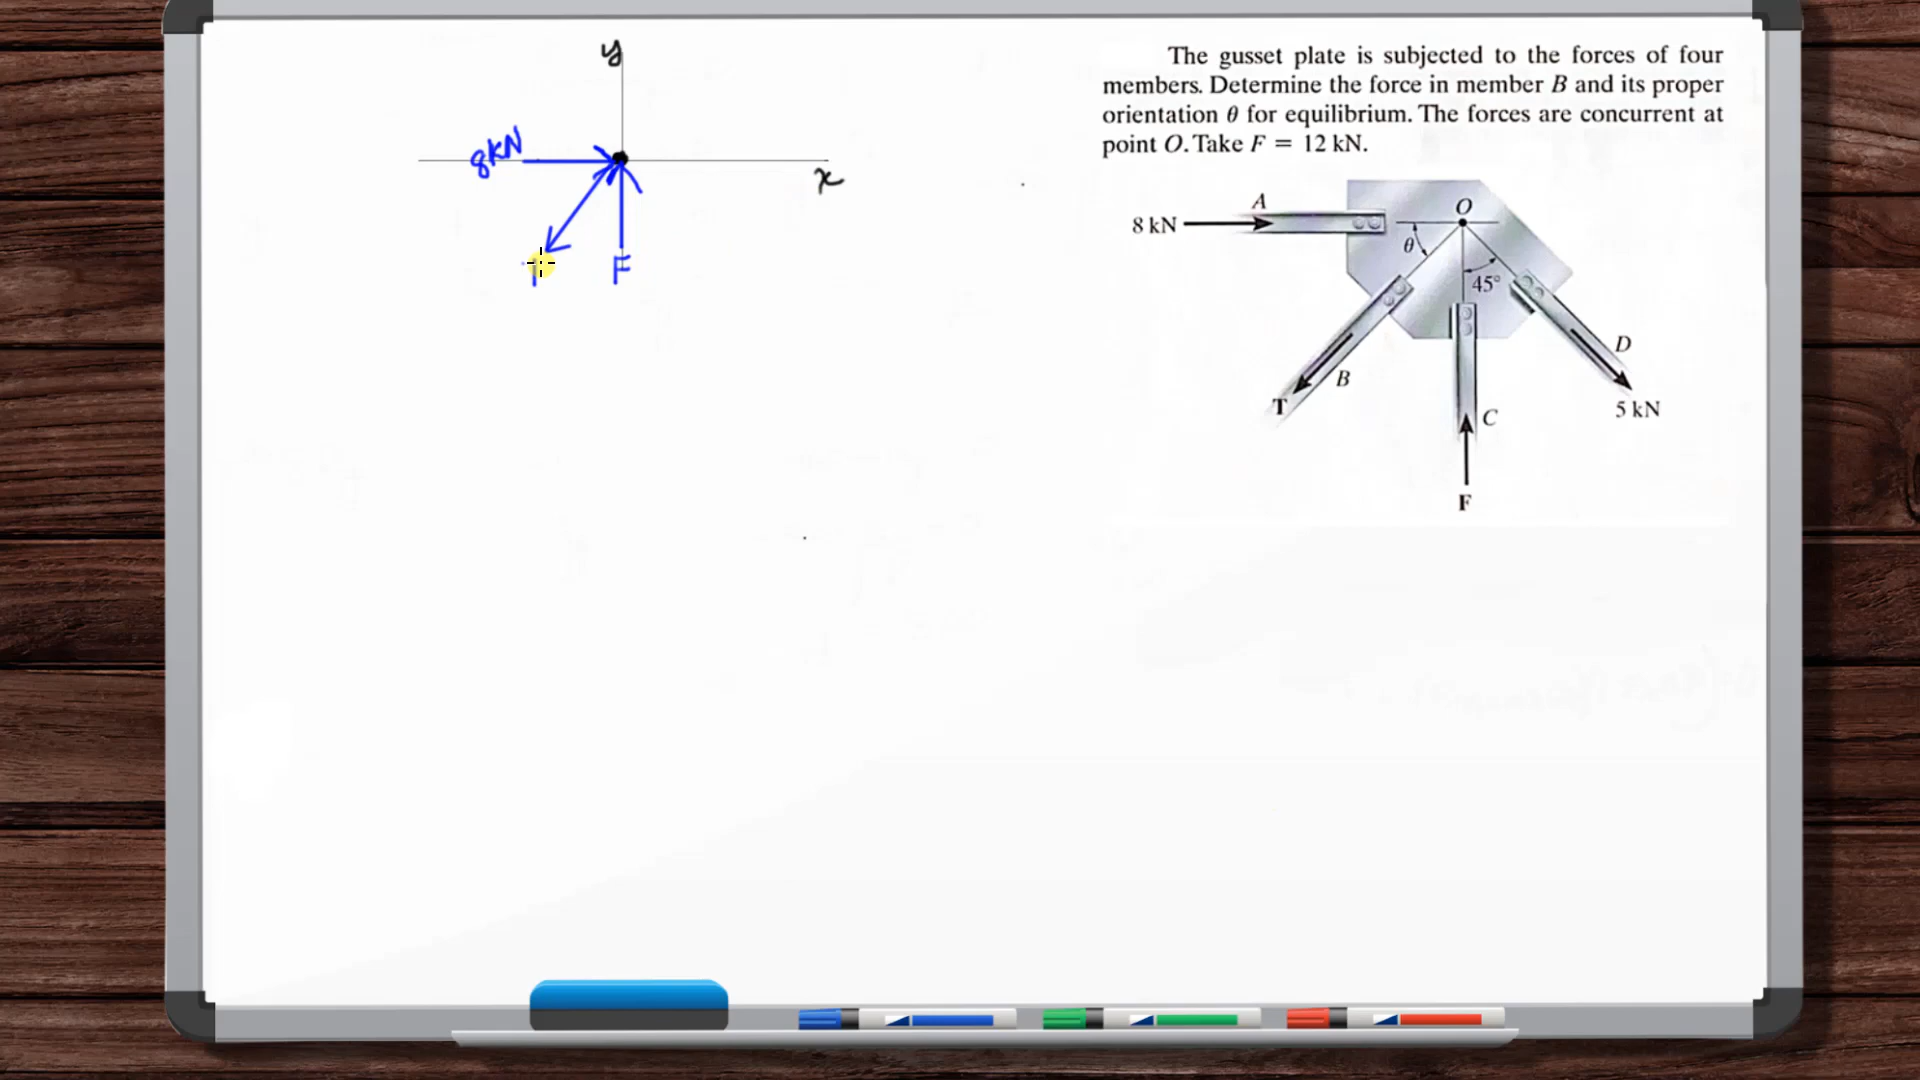 y
8kN
x
F
The gusset plate is subjected to the forces of four
members. Determine the force in member B and its proper
orientation θ for equilibrium. The forces are concurrent at
point O. Take F = 12 kN.
A
O
8 kN
θ
45°
D
B
T
5 kN
C
F